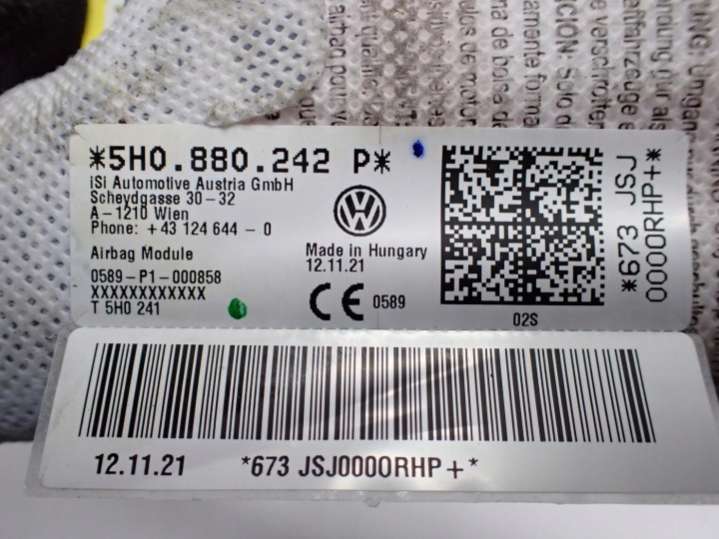 *5H0.880.242 P*
iSi Automotive Austria GmbH
Scheydgasse 30-32
A-1210 Wien
Phone: +43 124 644 - 0
Airbag Module
0589-P1-000858
XXXXXXXXXXXX
T 5H0 241
Made in Hungary
12.11.21
CE 0589
02S
*673 JSJ
0000RHP+*
12.11.21 *673 JSJ0000RHP+*